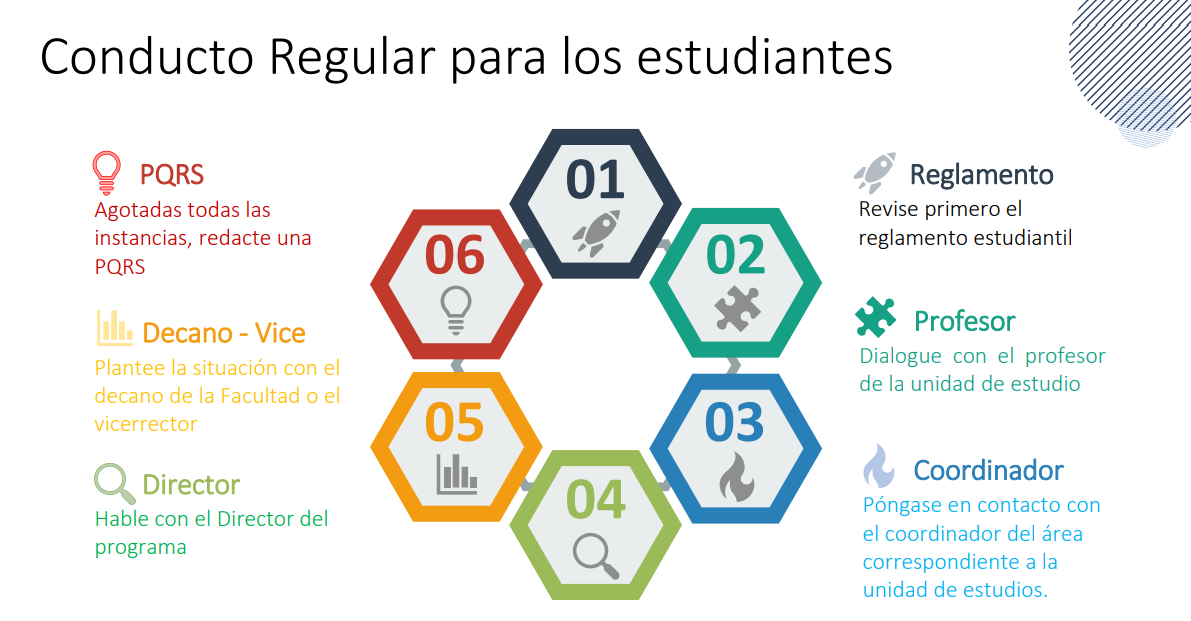 Conducto Regular para los estudiantes
01
Reglamento
Revise primero el
reglamento estudiantil
02
Profesor
Dialogue con el profesor
de la unidad de estudio
03
Coordinador
Póngase en contacto con
el coordinador del área
correspondiente a la
unidad de estudios.
04
Director
Hable con el Director del
programa
05
Decano - Vice
Plantee la situación con el
decano de la Facultad o el
vicerrector
06
PQRS
Agotadas todas las
instancias, redacte una
PQRS